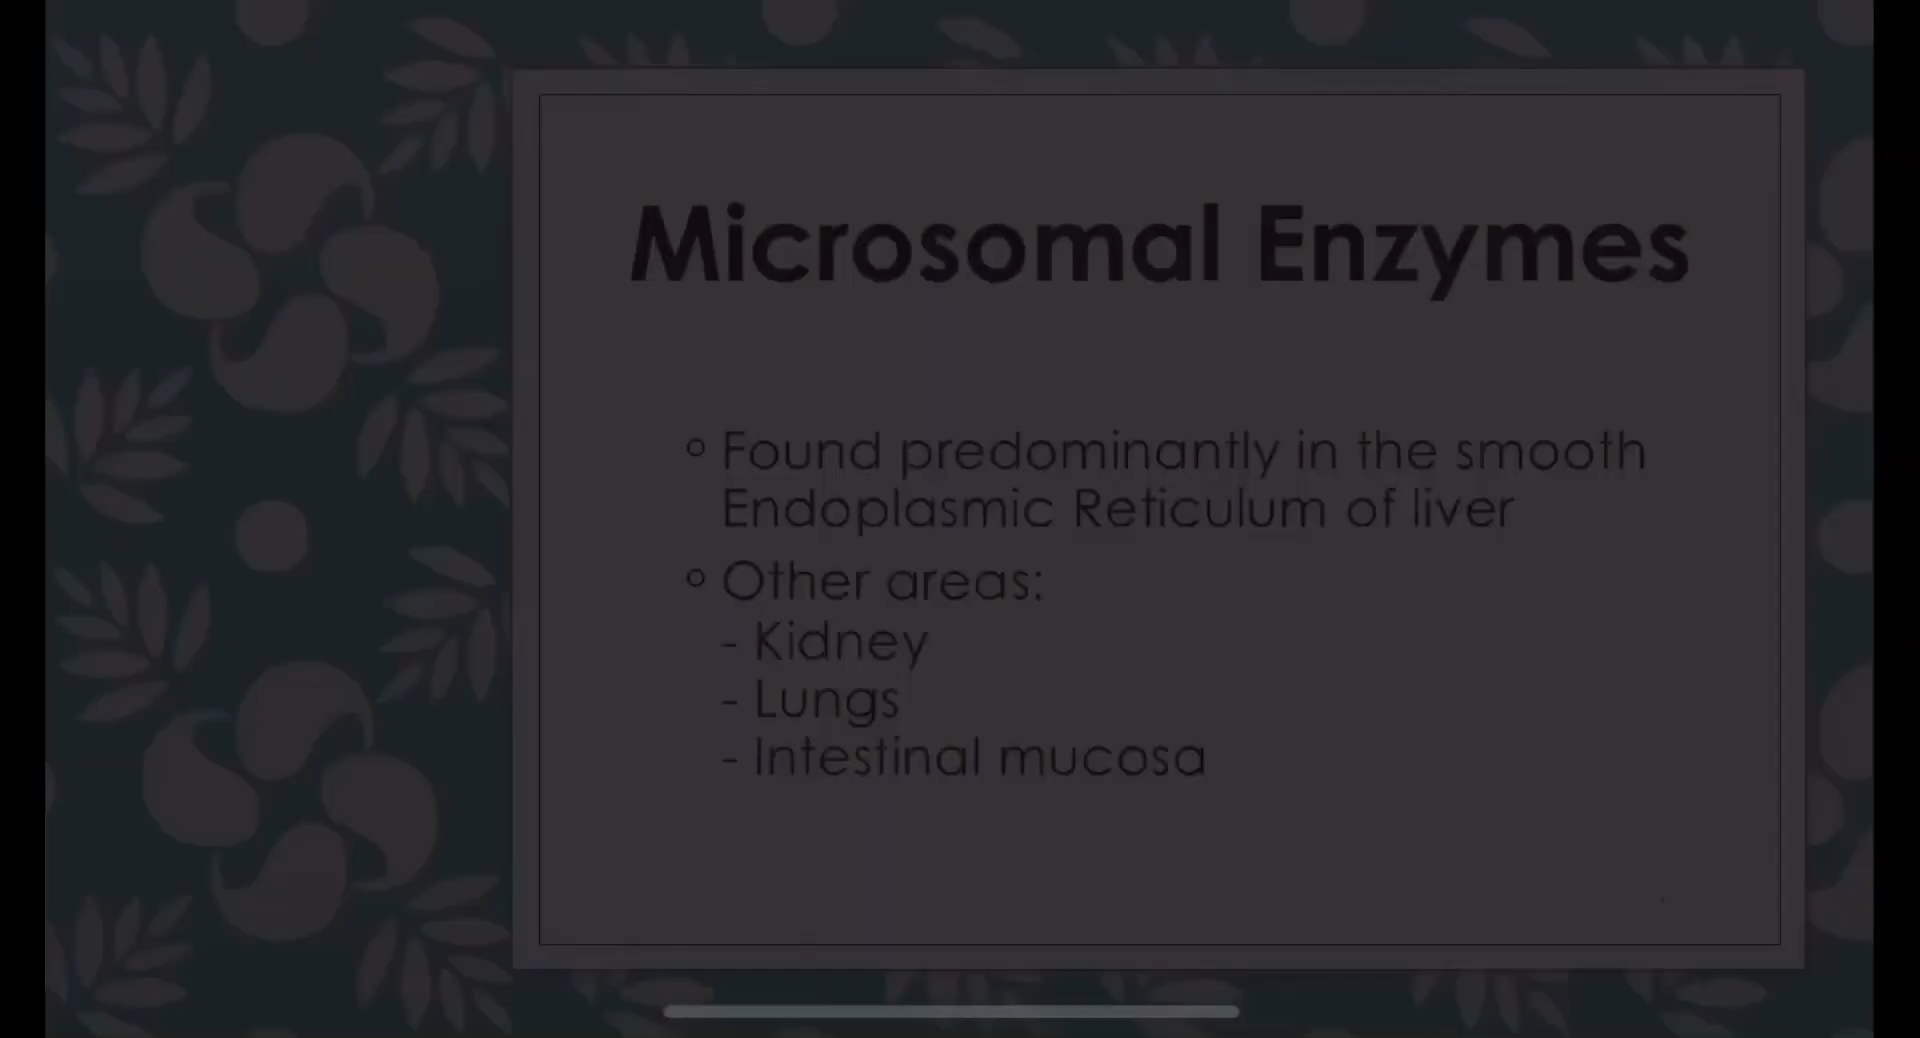 Microsomal Enzymes
◦ Found predominantly in the smooth
Endoplasmic Reticulum of liver
◦ Other areas:
- Kidney
- Lungs
- Intestinal mucosa